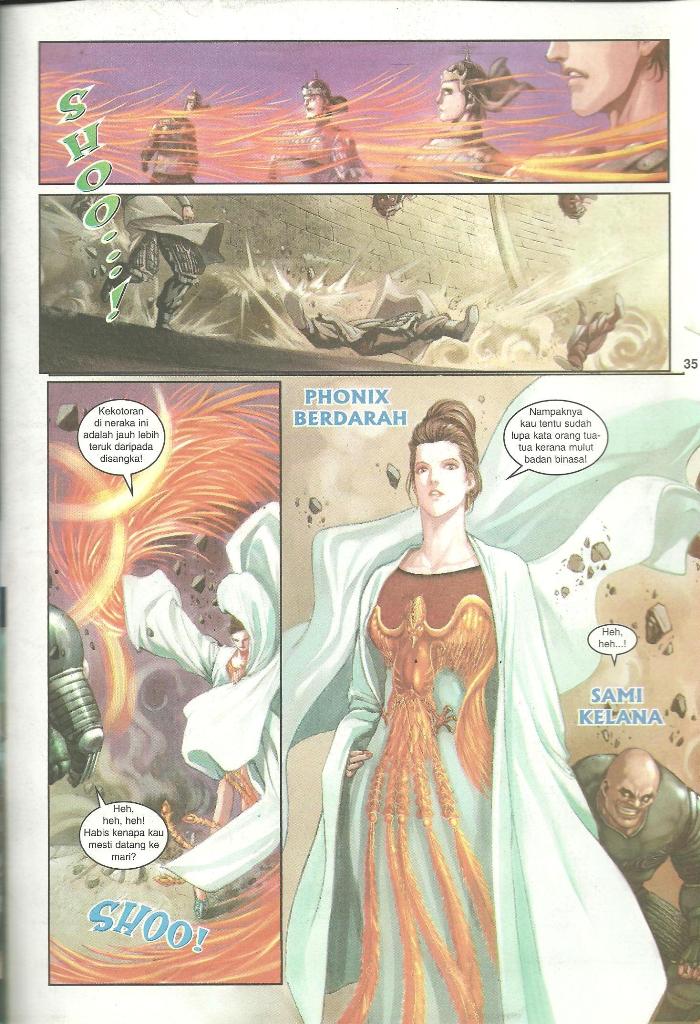 SHOO...!
35
Kekotoran
di neraka ini
adalah jauh lebih
teruk daripada
disangka!
Heh,
heh, heh!
Habis kenapa kau
mesti datang ke
mari?
SHOO!
PHONIX
BERDARAH
Nampaknya
kau tentu sudah
lupa kata orang tua-
tua kerana mulut
badan binasa!
Heh,
heh...!
SAMI
KELANA